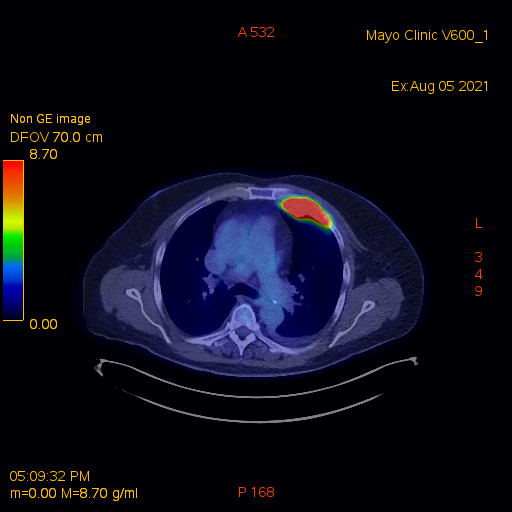 A 532
Mayo Clinic V600_1
Ex:Aug 05 2021
Non GE image
DFOV 70.0 cm
8.70
L
3
4
9
0.00
05:09:32 PM
m=0.00 M=8.70 g/ml
P 168